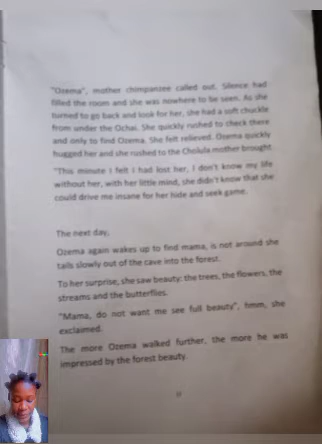 "Ozema", mother chimpanzee called out. Silence had
filled the room and she was nowhere to be seen. As she
turned to go back and look for her, she had a soft chuckle
from under the Ochai. She quickly rushed to check there
and only to find Ozema. She felt relieved. Ozema quickly
hugged her and she rushed to the Cholula mother brought.
"This minute I felt I had lost her, I don't know my life
without her, with her little mind, she didn't know that she
could drive me insane for her hide and seek game.
The next day,
Ozema again wakes up to find mama, is not around she
tails slowly out of the cave into the forest.
To her surprise, she saw beauty: the trees, the flowers, the
streams and the butterflies.
"Mama, do not want me see full beauty", hmm, she
exclaimed.
The more Ozema walked further, the more he was
impressed by the forest beauty.